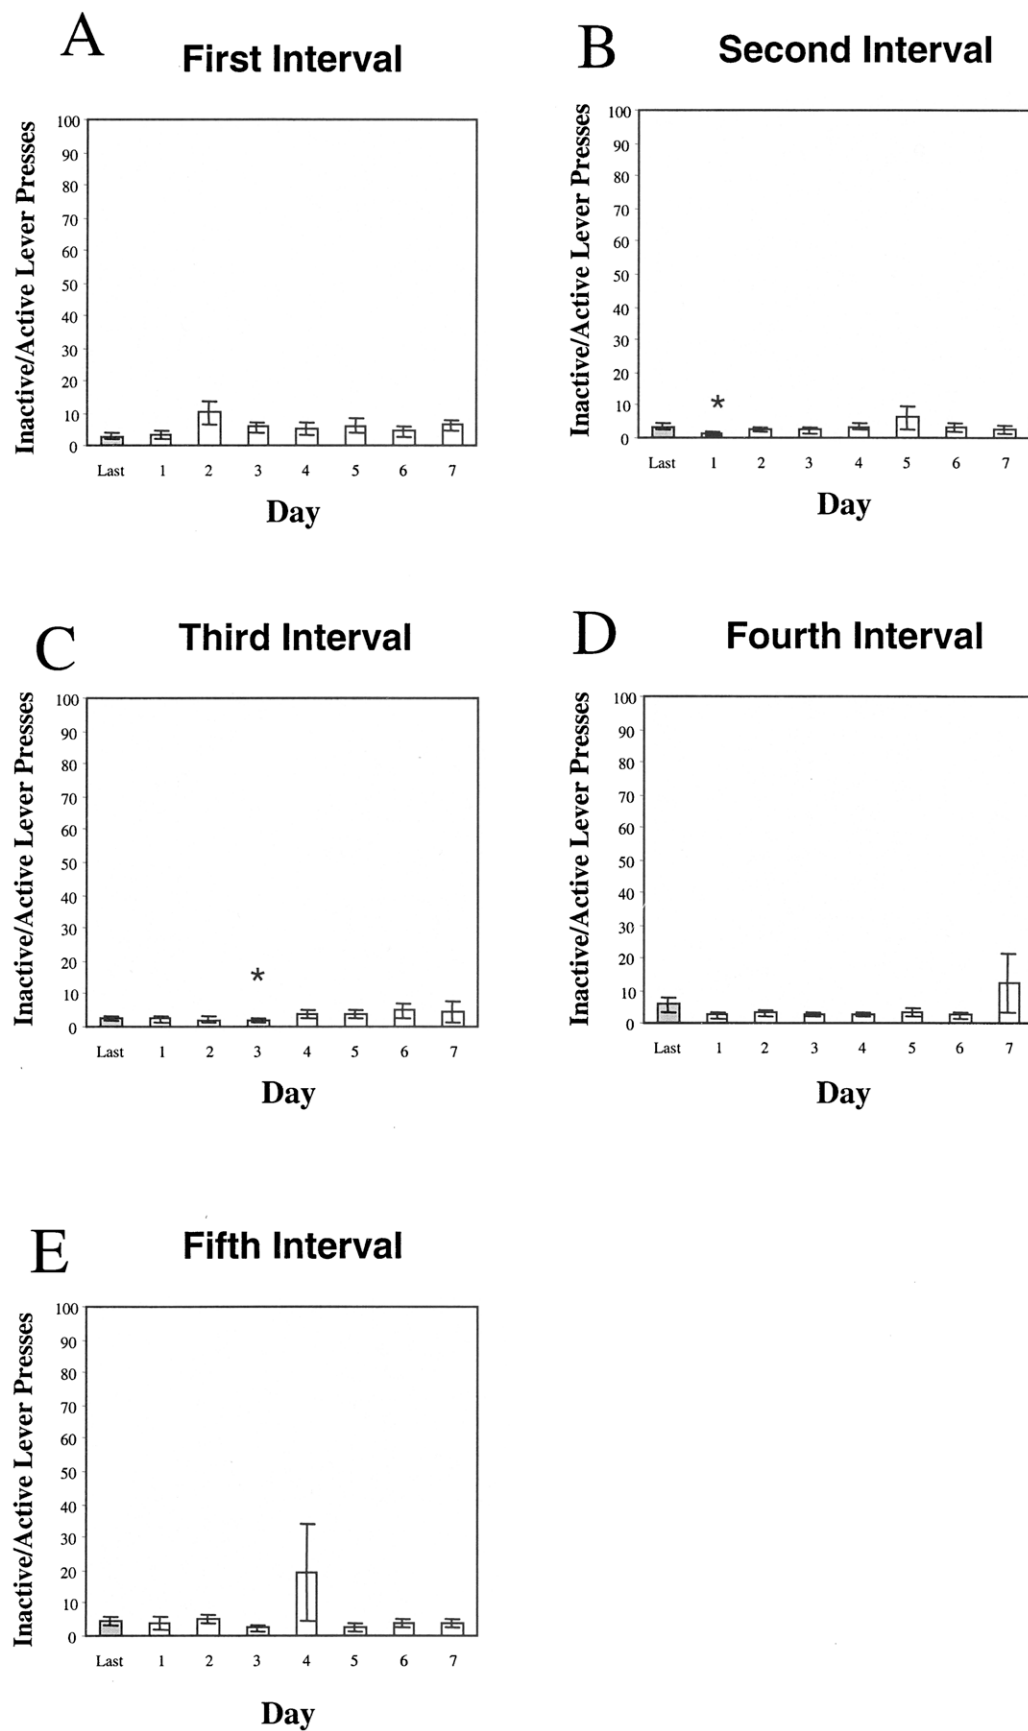 A
First Interval
Inactive/Active Lever Presses
100
90
80
70
60
50
40
30
20
10
0
Last 1 2 3 4 5 6 7
Day
B
Second Interval
Inactive/Active Lever Presses
100
90
80
70
60
50
40
30
20
10
0
*
Last 1 2 3 4 5 6 7
Day
C
Third Interval
Inactive/Active Lever Presses
100
90
80
70
60
50
40
30
20
10
0
*
Last 1 2 3 4 5 6 7
Day
D
Fourth Interval
Inactive/Active Lever Presses
100
90
80
70
60
50
40
30
20
10
0
Last 1 2 3 4 5 6 7
Day
E
Fifth Interval
Inactive/Active Lever Presses
100
90
80
70
60
50
40
30
20
10
0
Last 1 2 3 4 5 6 7
Day